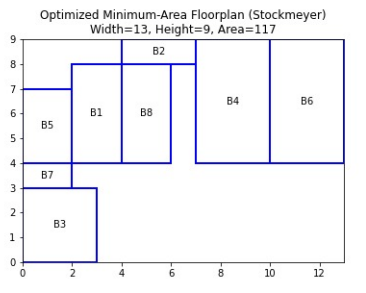 Optimized Minimum-Area Floorplan (Stockmeyer)
Width=13, Height=9, Area=117
9
8
7
6
5
4
3
2
1
0
B2
B1
B8
B4
B6
B5
B7
B3
0 2 4 6 8 10 12